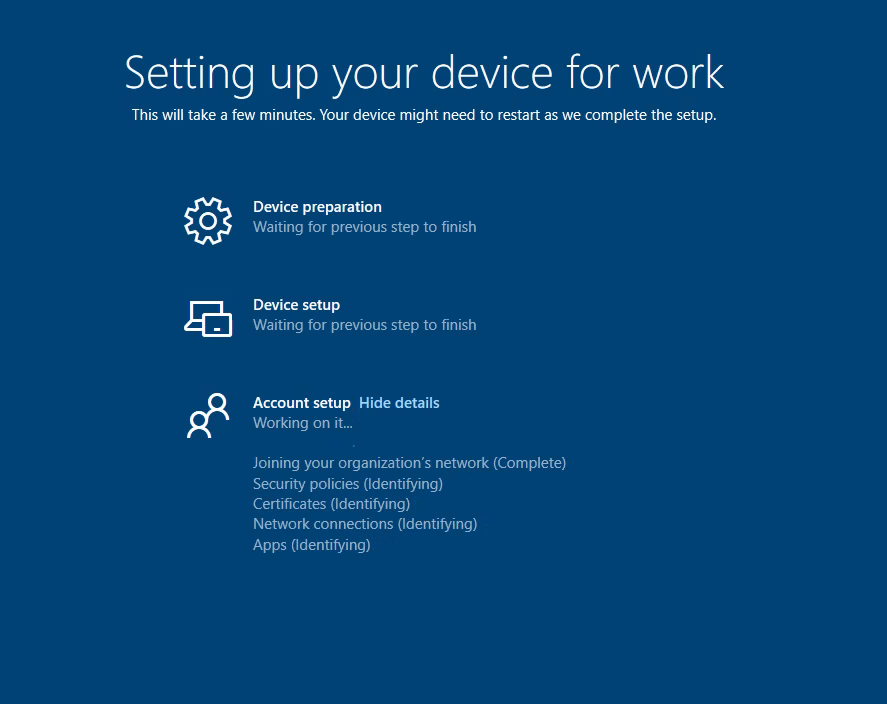 Setting up your device for work
This will take a few minutes. Your device might need to restart as we complete the setup.
Device preparation
Waiting for previous step to finish
Device setup
Waiting for previous step to finish
Account setup Hide details
Working on it...
Joining your organization's network (Complete)
Security policies (Identifying)
Certificates (Identifying)
Network connections (Identifying)
Apps (Identifying)